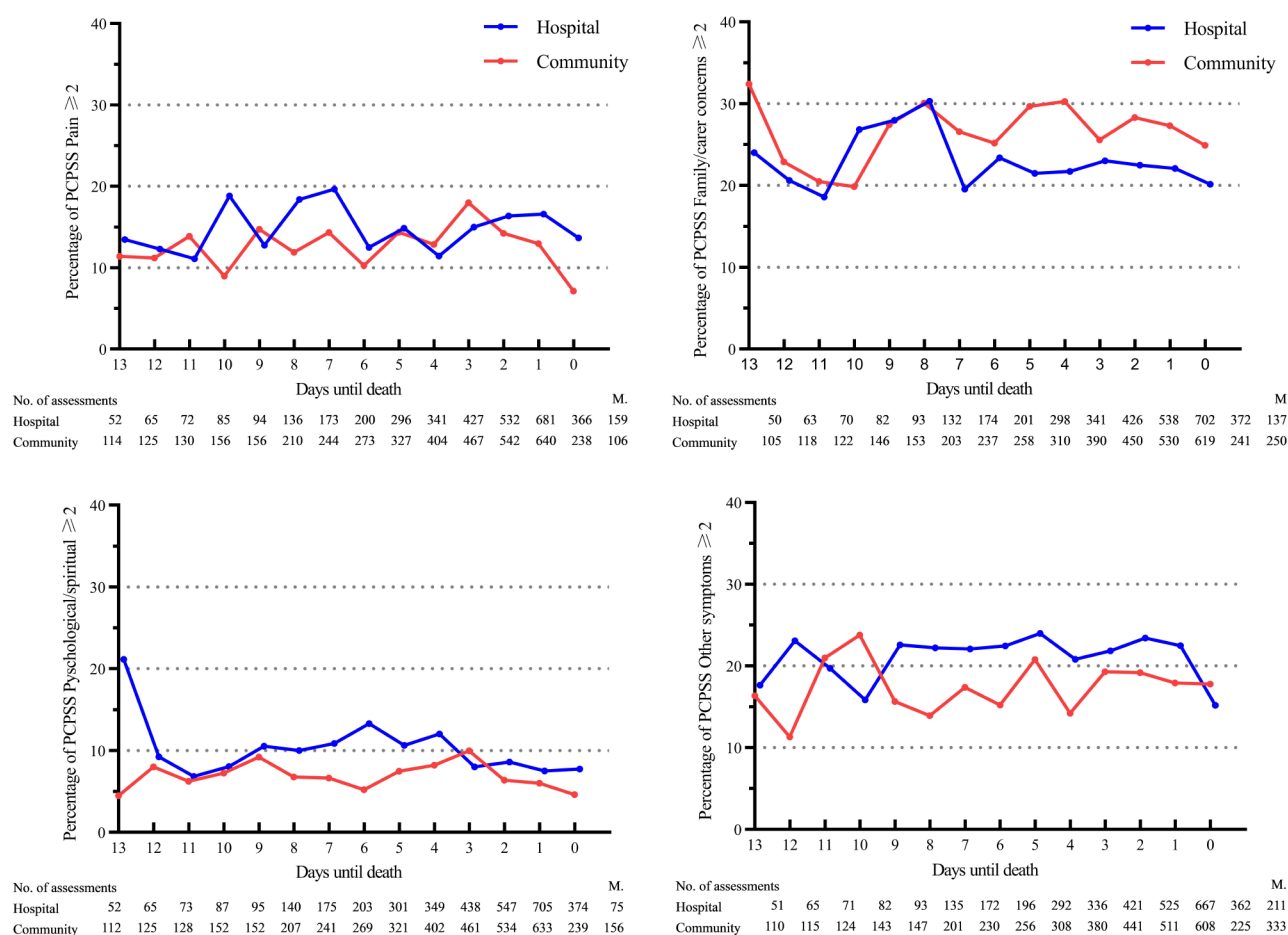 Hospital
Community
Percentage of PCPSS Pain ≥ 2
40
30
20
10
0
13 12 11 10 9 8 7 6 5 4 3 2 1 0
Days until death
No. of assessments M.
Hospital 52 65 72 85 94 136 173 200 296 341 427 532 681 366 159
Community 114 125 130 156 156 210 244 273 327 404 467 542 640 238 106
Hospital
Community
Percentage of PCPSS Family/carer concerns ≥ 2
40
30
20
10
0
13 12 11 10 9 8 7 6 5 4 3 2 1 0
Days until death
No. of assessments M
Hospital 50 63 70 82 93 132 174 201 298 341 426 538 702 372 137
Community 105 118 122 146 153 203 237 258 310 390 450 530 619 241 250
Percentage of PCPSS Pyschological/spiritual ≥ 2
40
30
20
10
0
13 12 11 10 9 8 7 6 5 4 3 2 1 0
Days until death
No. of assessments M.
Hospital 52 65 73 87 95 140 175 203 301 349 438 547 705 374 75
Community 112 125 128 152 152 207 241 269 321 402 461 534 633 239 156
Percentage of PCPSS Other symptoms ≥ 2
40
30
20
10
0
13 12 11 10 9 8 7 6 5 4 3 2 1 0
Days until death
No. of assessments M.
Hospital 51 65 71 82 93 135 172 196 292 336 421 525 667 362 211
Community 110 115 124 143 147 201 230 256 308 380 441 511 608 225 333